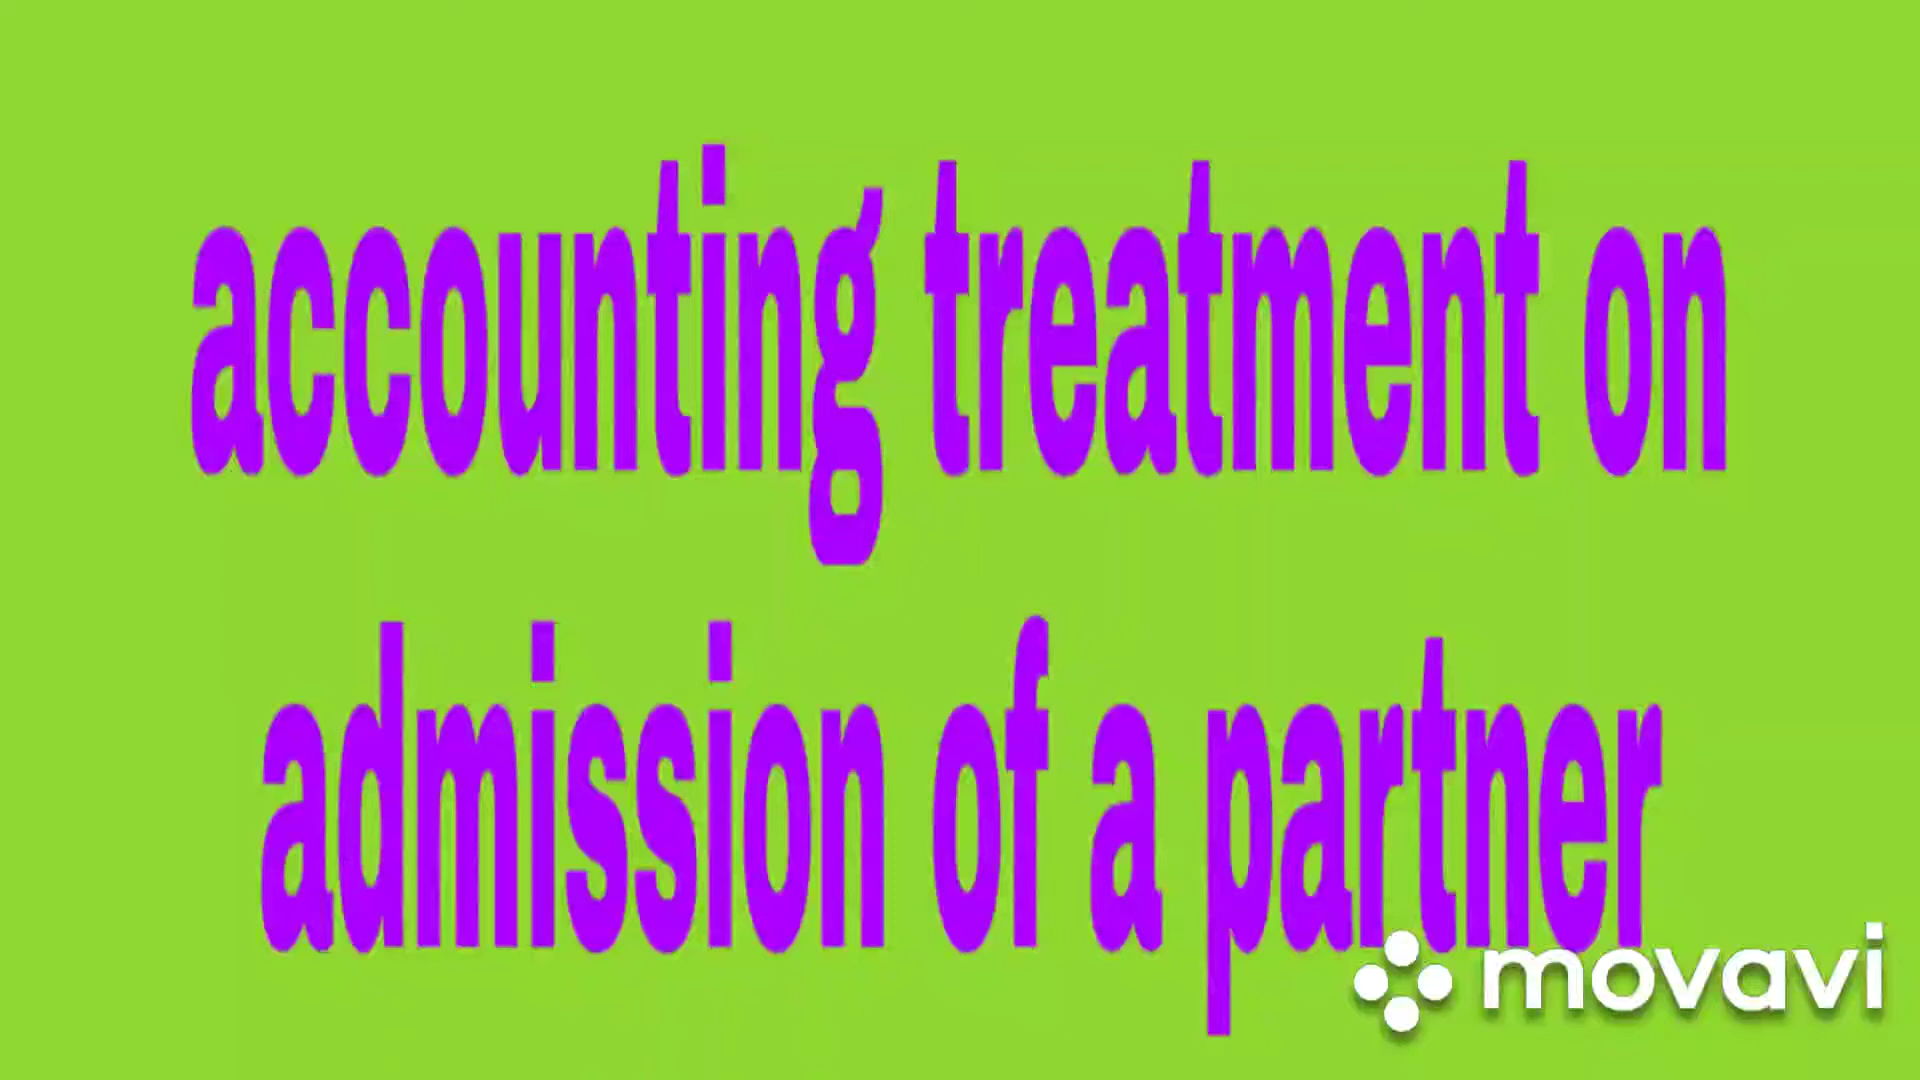 accounting treatment on
admission of a partner
movavi